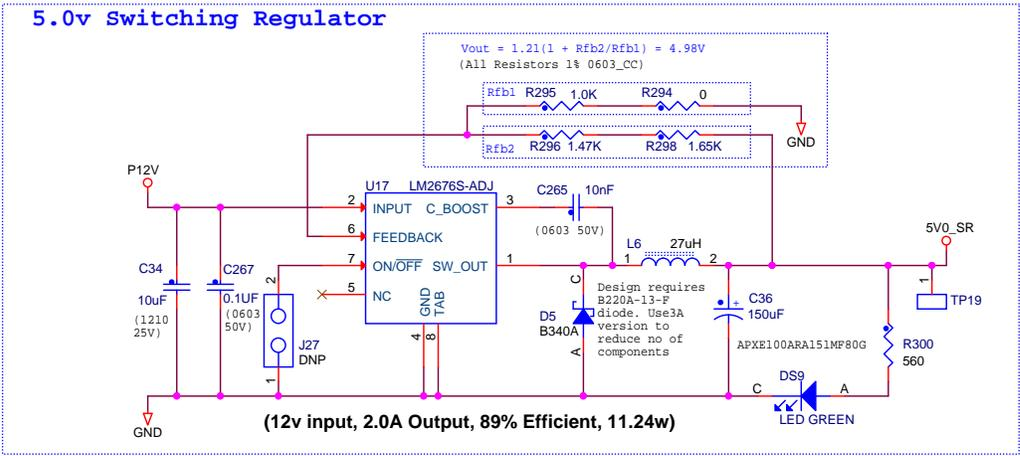 5.0v Switching Regulator
Vout = 1.21(1 + Rfb2/Rfb1) = 4.98V
(All Resistors 1% 0603_CC)
Rfb1
R295 1.0K
R294 0
Rfb2
R296 1.47K
R298 1.65K
GND
P12V
U17 LM2676S-ADJ
2 INPUT
C_BOOST 3
6 FEEDBACK
7 ON/OFF
SW_OUT 1
5 NC
GND
TAB
4
8
C265 10nF
(0603 50V)
L6 27uH
1
2
5V0_SR
C34
10uF
(1210
25V)
C267
0.1UF
(0603
50V)
2
J27
DNP
1
C
D5
B340A
A
Design requires
B220A-13-F
diode. Use3A
version to
reduce no of
components
C36
+
150uF
APXE100ARA151MF80G
1
TP19
R300
560
DS9
C
A
LED GREEN
GND
(12v input, 2.0A Output, 89% Efficient, 11.24w)